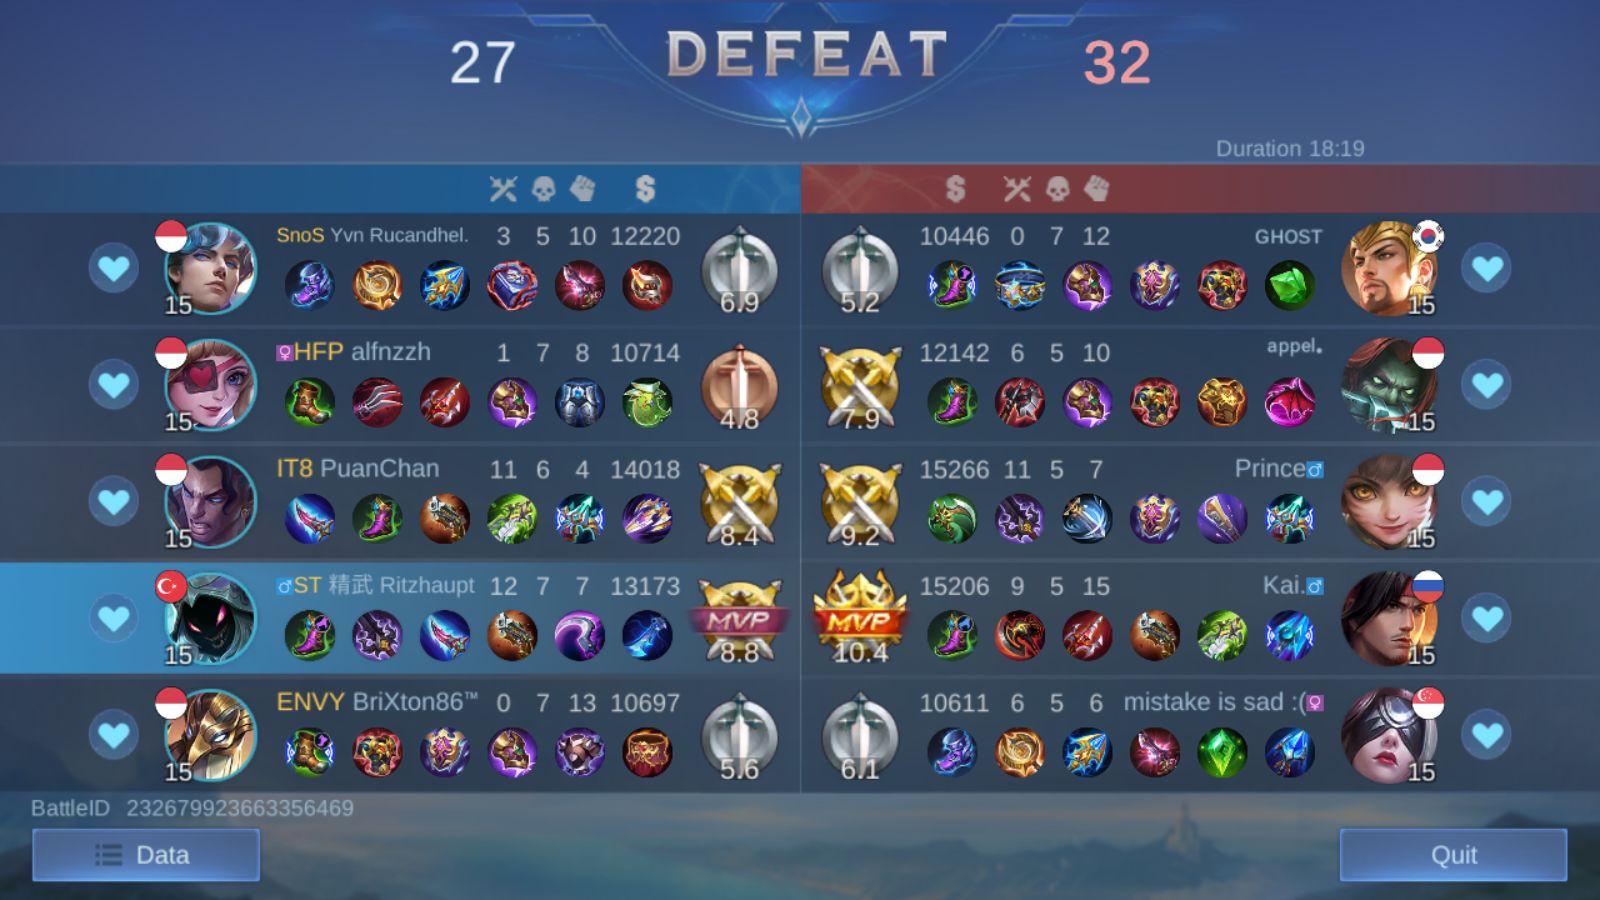 27 DEFEAT 32
Duration 18:19
SnoS Yvn Rucandhel. 3 5 10 12220
15 6.9
10446 0 7 12 GHOST
5.2 15
HFP alfnzzh 1 7 8 10714
15 4.8
12142 6 5 10 appel.
7.9 15
IT8 PuanChan 11 6 4 14018
15 8.4
15266 11 5 7 Prince
9.2 15
ST 精武 Ritzhaupt 12 7 7 13173
15 MVP 8.8
15206 9 5 15 Kai.
MVP 10.4 15
ENVY BriXton86™ 0 7 13 10697
15 5.6
10611 6 5 6 mistake is sad :(
6.1 15
BattleID 232679923663356469
Data
Quit